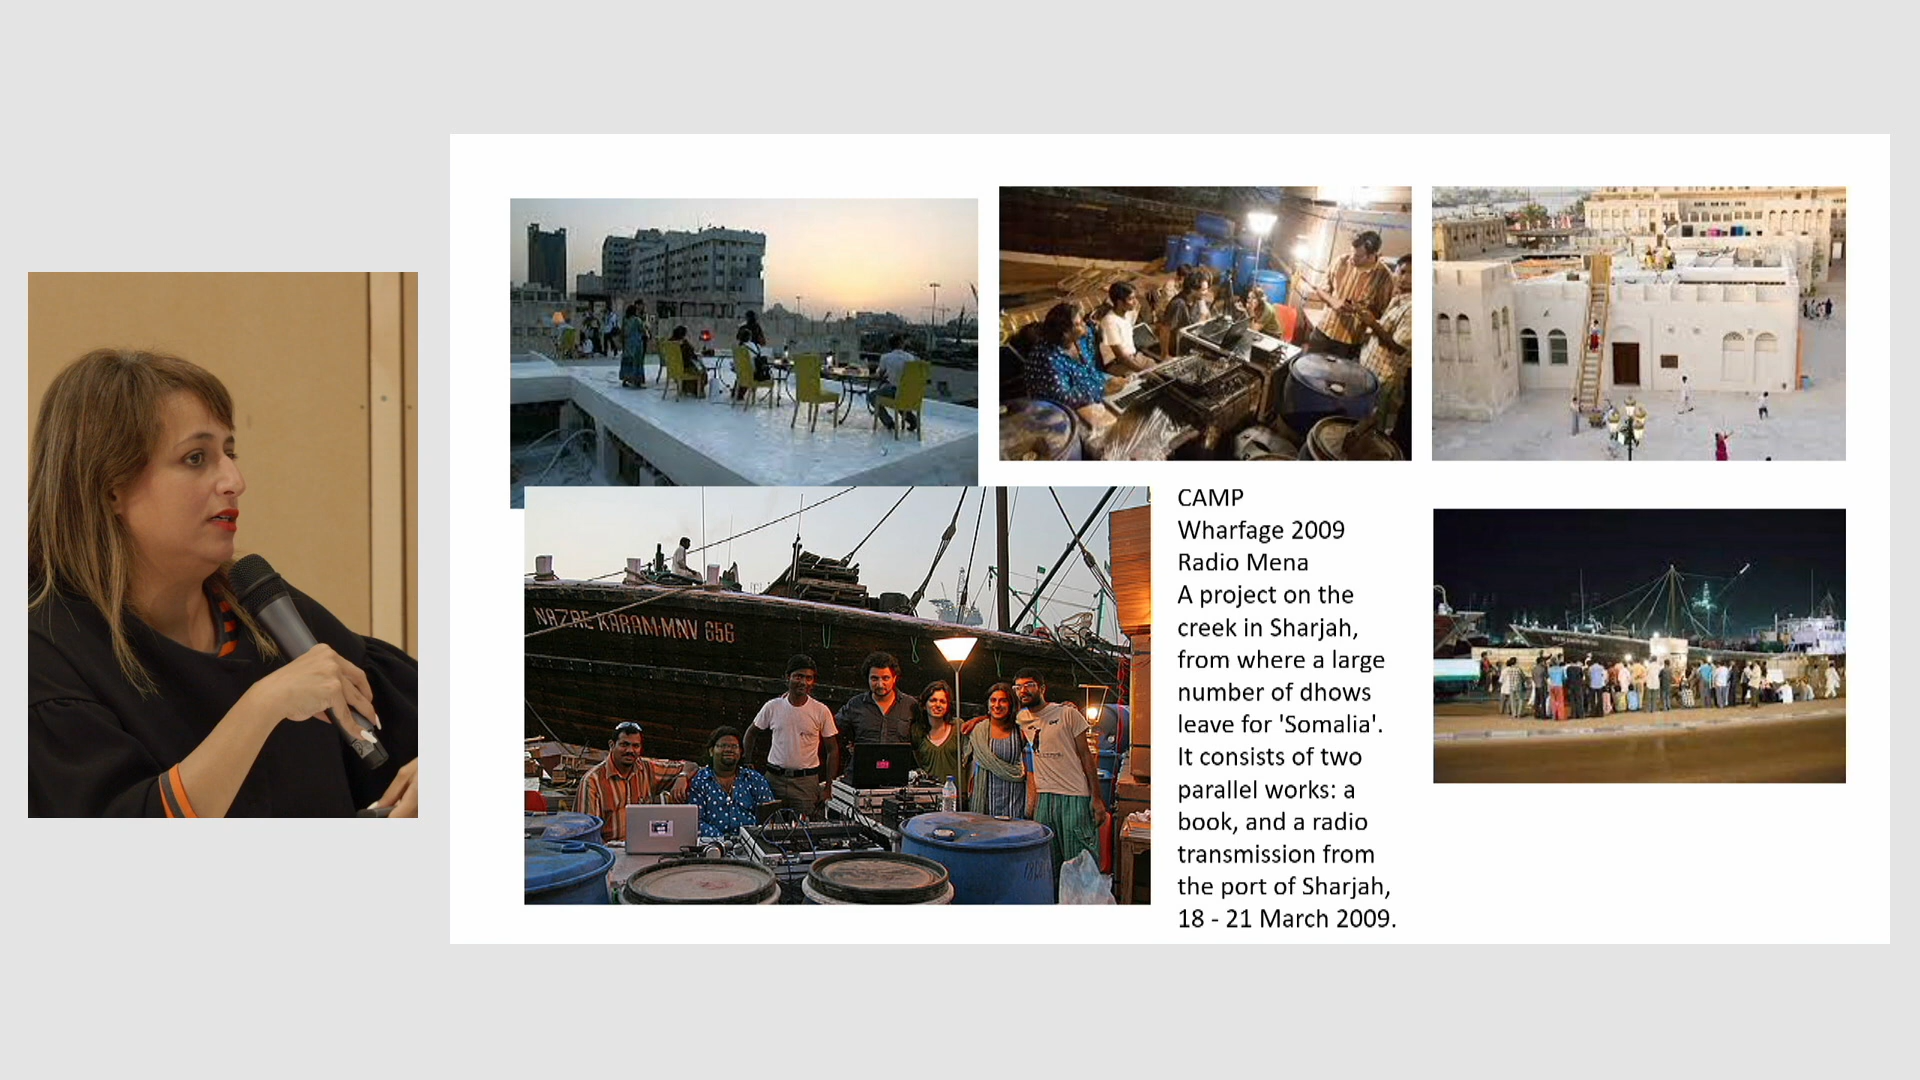 NAZRE KARAM-MNV 656
CAMP
Wharfage 2009
Radio Mena
A project on the
creek in Sharjah,
from where a large
number of dhows
leave for 'Somalia'.
It consists of two
parallel works: a
book, and a radio
transmission from
the port of Sharjah,
18 - 21 March 2009.